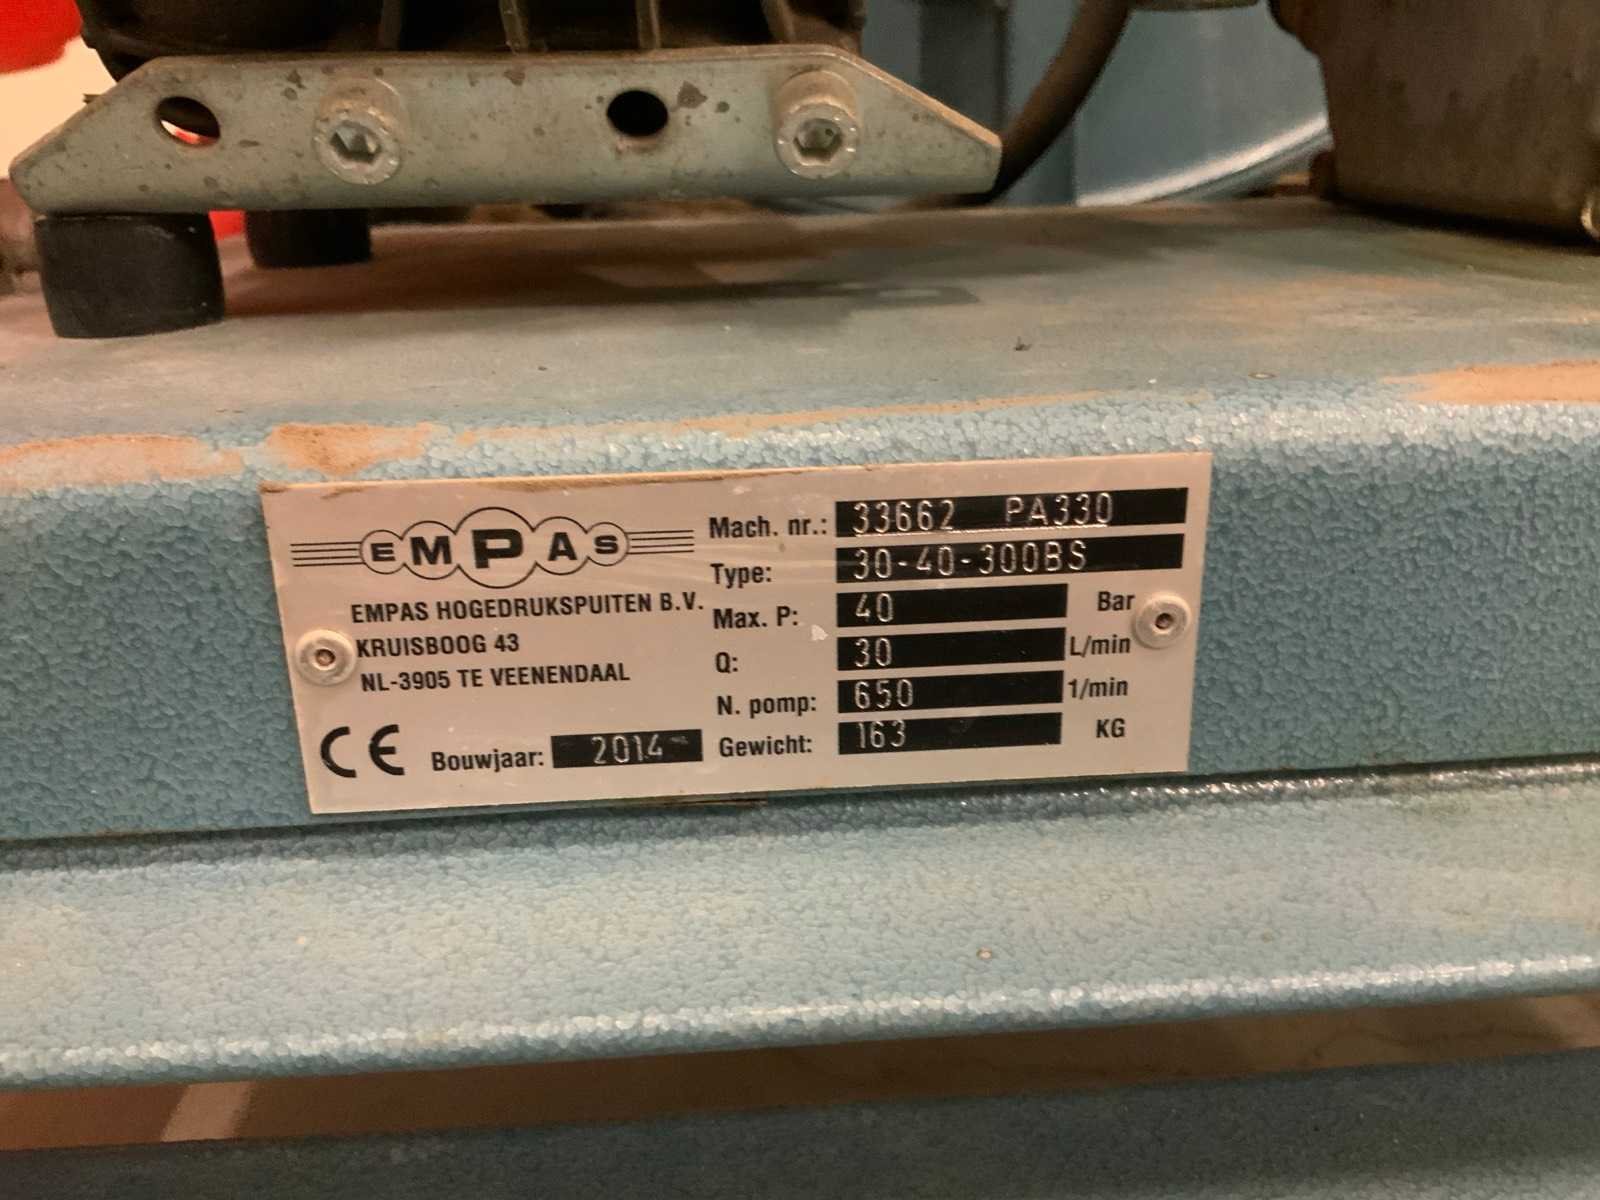 EMPAS
EMPAS HOGEDRUKSPUITEN B.V.
KRUISBOOG 43
NL-3905 TE VEENENDAAL
CE Bouwjaar: 2014
Mach. nr.: 33662 PA330
Type: 30-40-300BS
Max. P: 40 Bar
Q: 30 L/min
N. pomp: 650 1/min
Gewicht: 163 KG